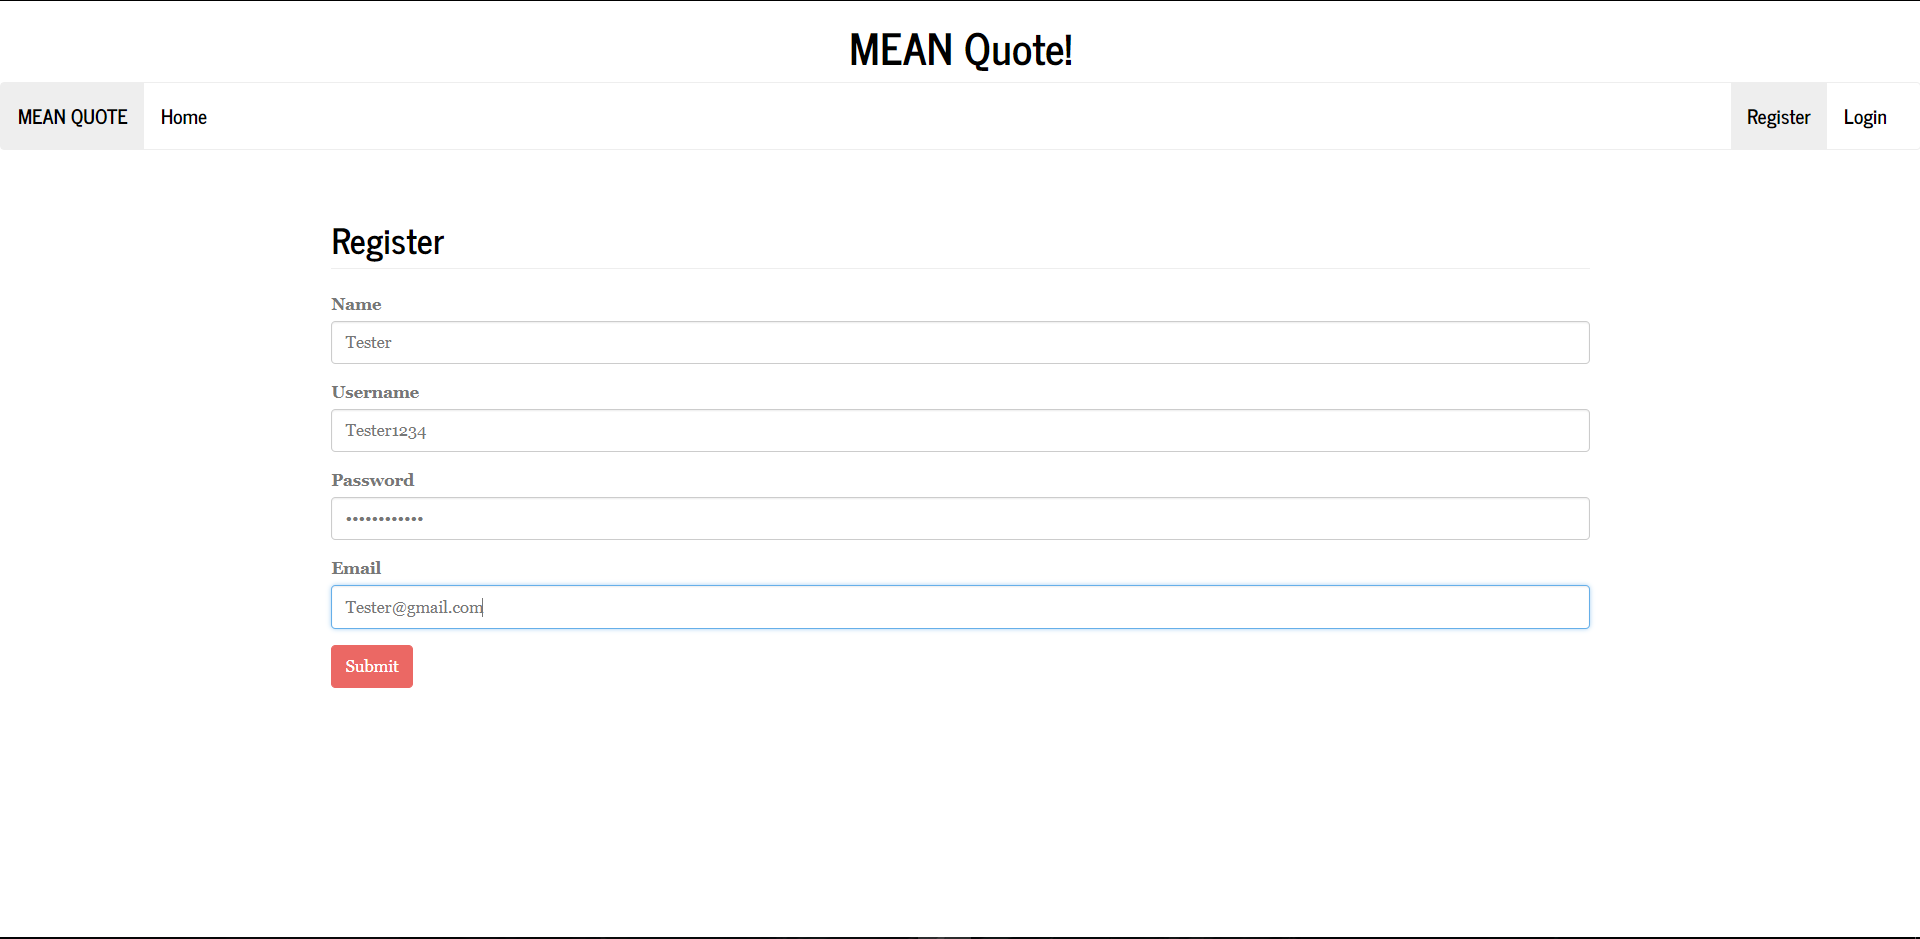 MEAN Quote!
MEAN QUOTE Home Register Login
Register
Name
Tester
Username
Tester1234
Password
••••••••••••
Email
Tester@gmail.com
Submit